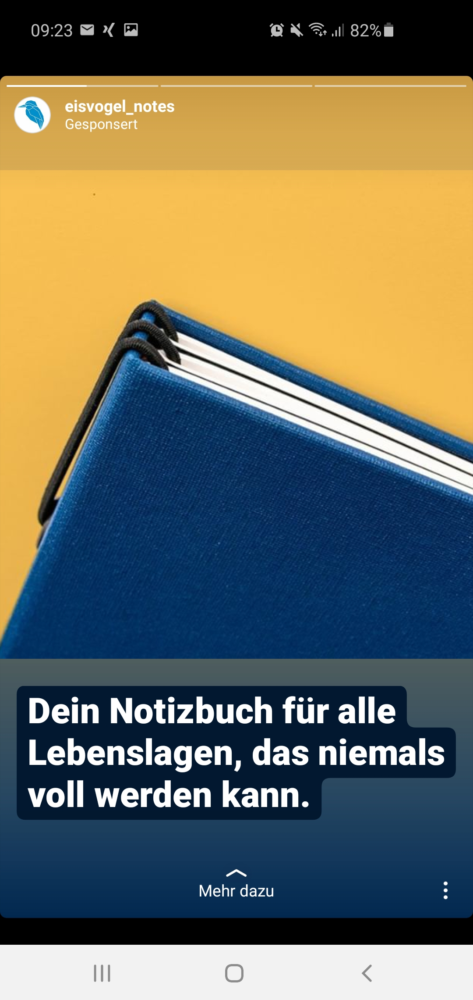 09:23
82%
eisvogel_notes
Gesponsert
Dein Notizbuch für alle
Lebenslagen, das niemals
voll werden kann.
Mehr dazu